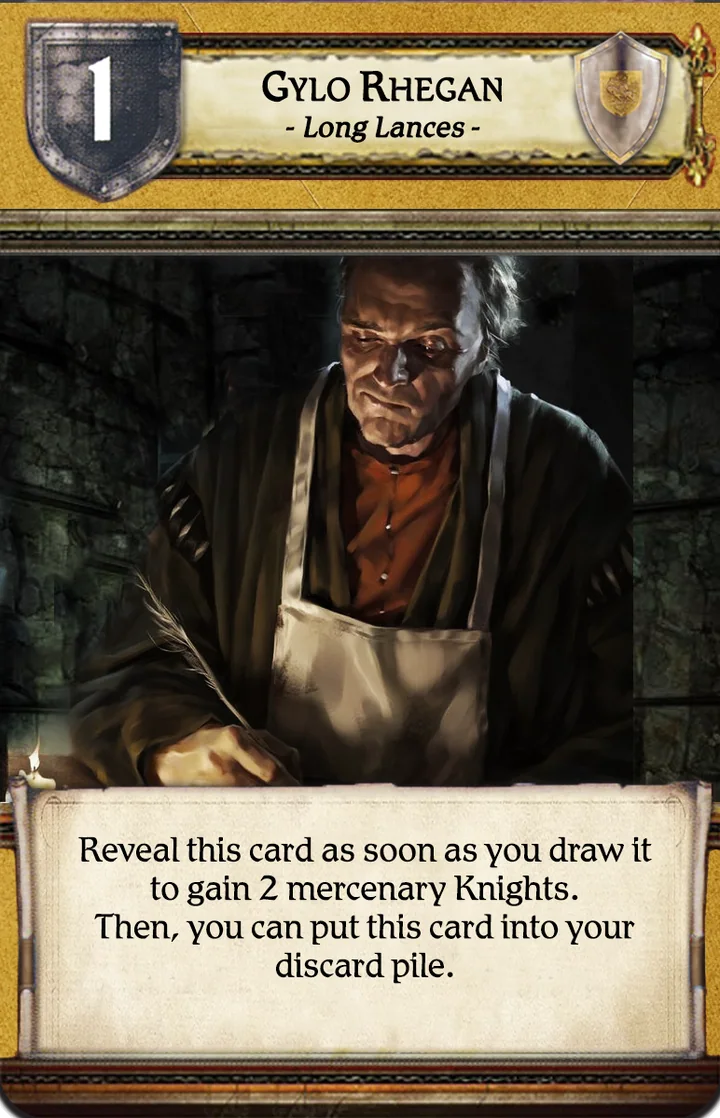 1
Gylo Rhegan
- Long Lances -
Reveal this card as soon as you draw it
to gain 2 mercenary Knights.
Then, you can put this card into your
discard pile.